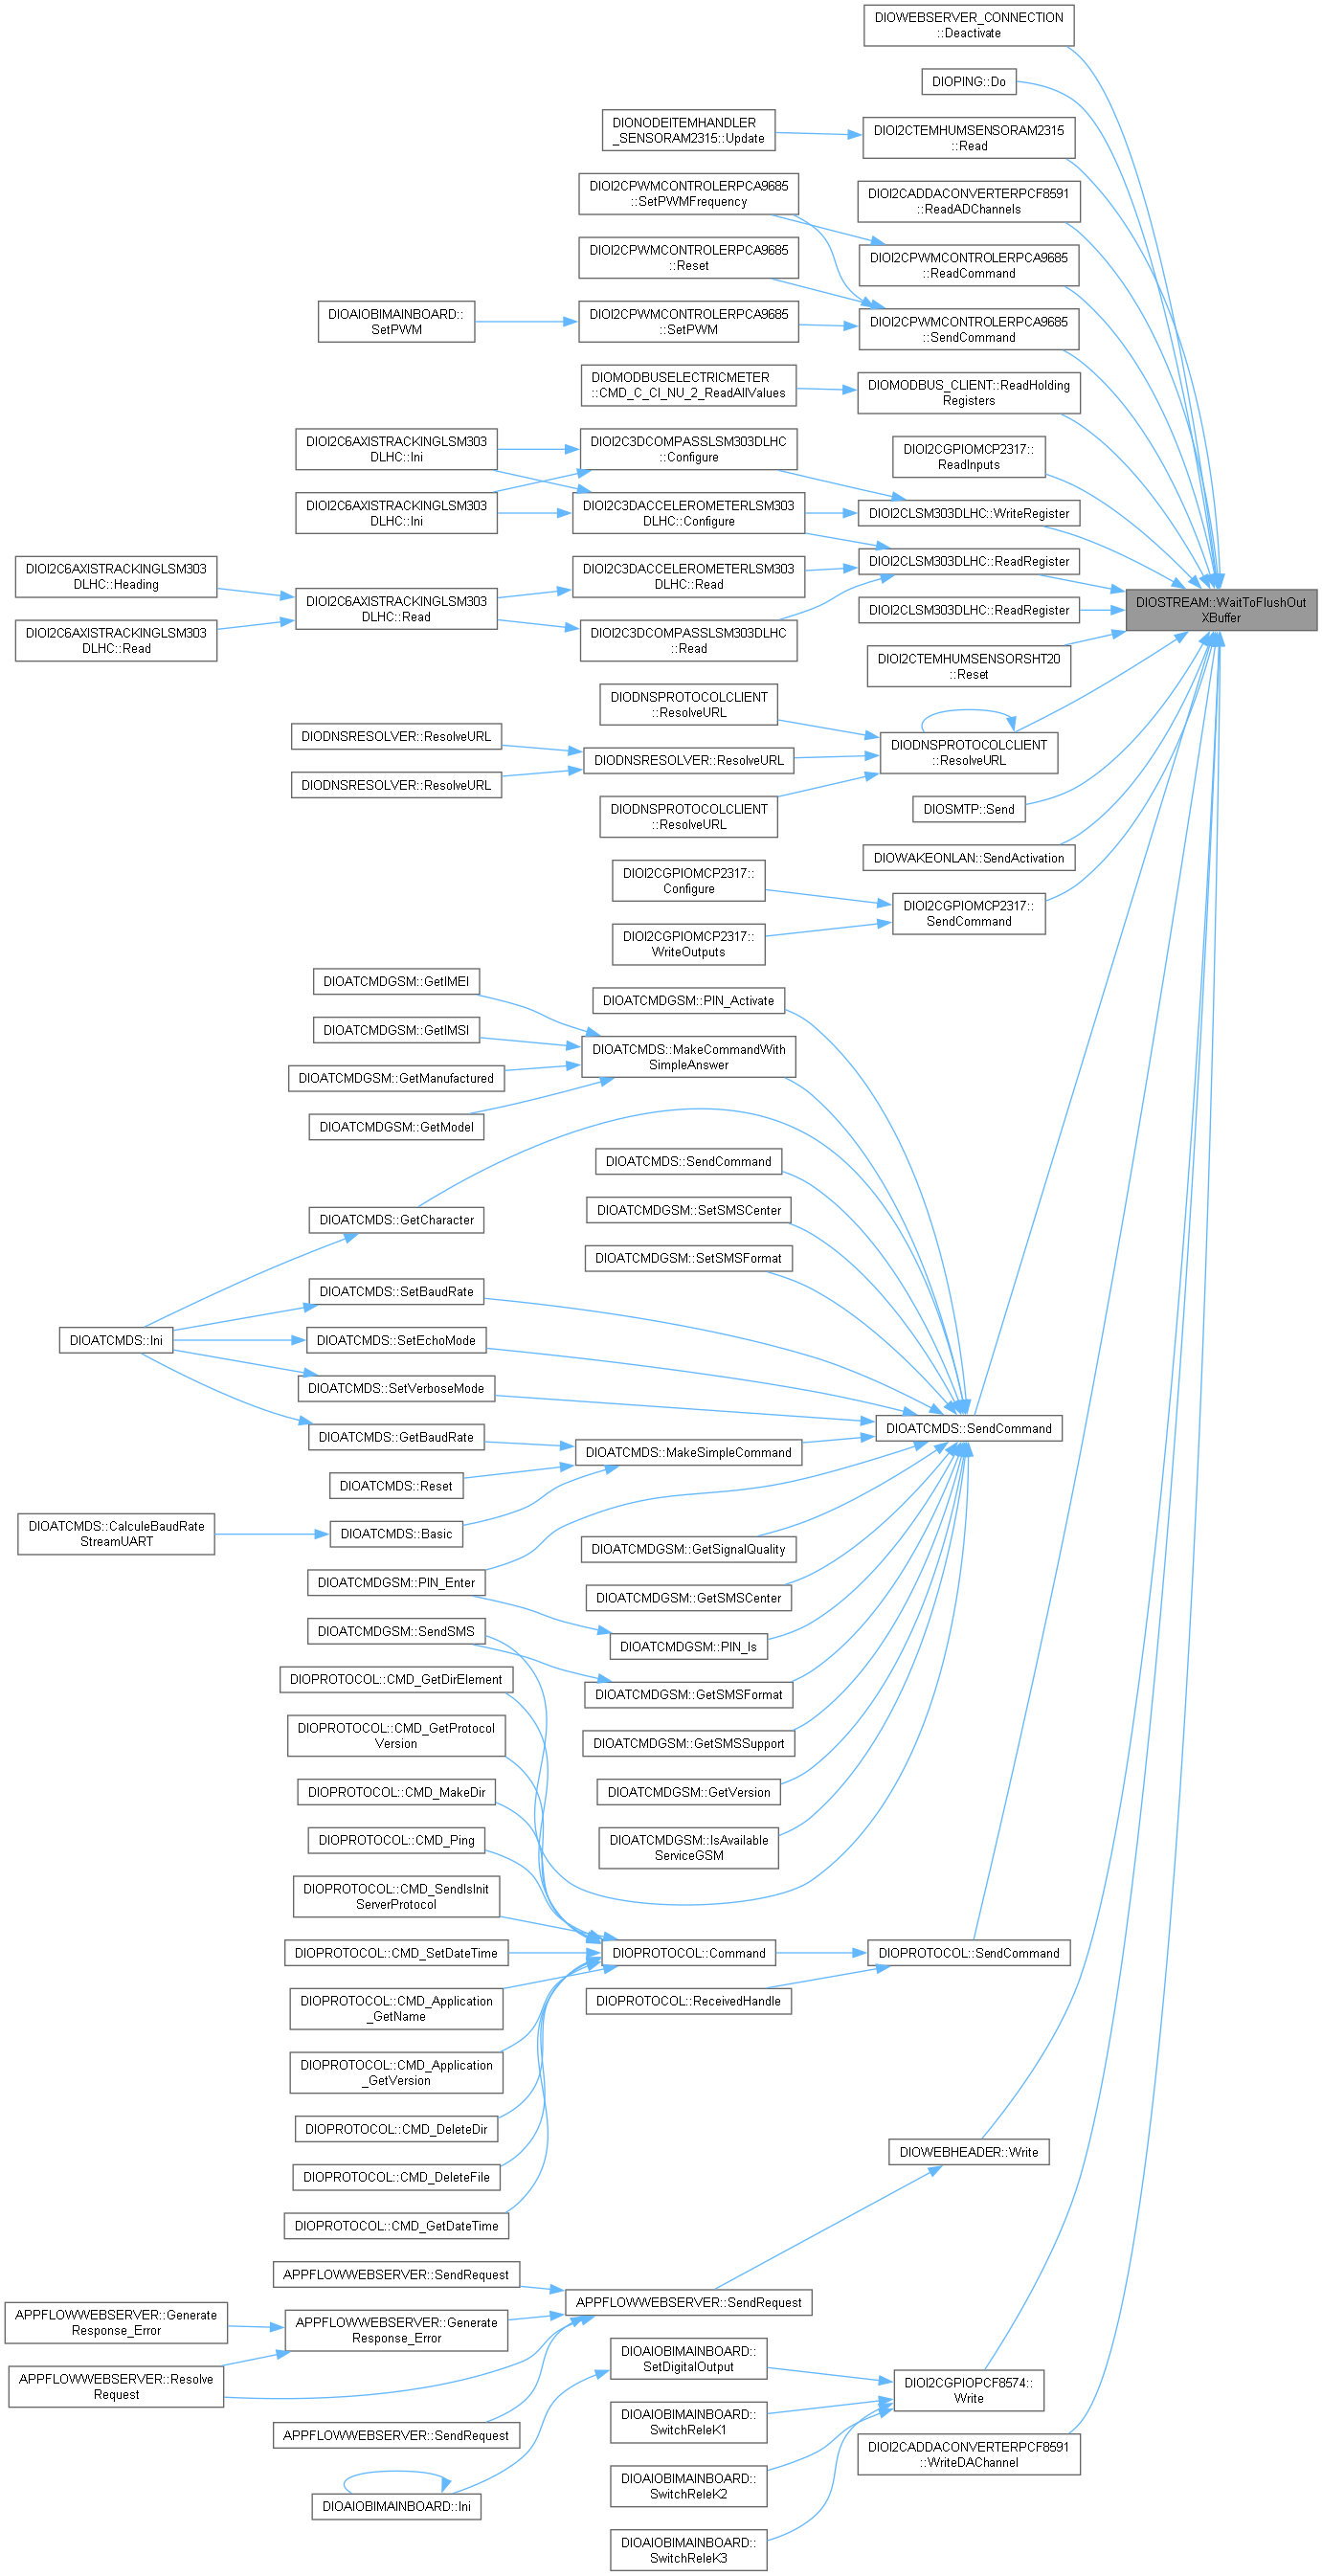 DIOWEBSERVER_CONNECTION
::Deactivate
DIOPING::Do
DIONODEITEMHANDLER
_SENSORAM2315::Update
DIOI2CTEMHUMSENSORAM2315
::Read
DIOI2CPWMCONTROLERPCA9685
::SetPWMFrequency
DIOI2CADDACONVERTERPCF8591
::ReadADChannels
DIOI2CPWMCONTROLERPCA9685
::Reset
DIOI2CPWMCONTROLERPCA9685
::ReadCommand
DIOAIOBIMAINBOARD::
SetPWM
DIOI2CPWMCONTROLERPCA9685
::SetPWM
DIOI2CPWMCONTROLERPCA9685
::SendCommand
DIOMODBUSELECTRICMETER
::CMD_C_CI_NU_2_ReadAllValues
DIOMODBUS_CLIENT::ReadHolding
Registers
DIOI2C6AXISTRACKINGLSM303
DLHC::Ini
DIOI2C3DCOMPASSLSM303DLHC
::Configure
DIOI2CGPIOMCP2317::
ReadInputs
DIOI2C6AXISTRACKINGLSM303
DLHC::Ini
DIOI2C3DACCELEROMETERLSM303
DLHC::Configure
DIOI2CLSM303DLHC::WriteRegister
DIOI2C6AXISTRACKINGLSM303
DLHC::Heading
DIOI2C3DACCELEROMETERLSM303
DLHC::Read
DIOI2CLSM303DLHC::ReadRegister
DIOI2C6AXISTRACKINGLSM303
DLHC::Read
DIOI2CLSM303DLHC::ReadRegister
DIOSTREAM::WaitToFlushOut
XBuffer
DIOI2C6AXISTRACKINGLSM303
DLHC::Read
DIOI2C3DCOMPASSLSM303DLHC
::Read
DIOI2CTEMHUMSENSORSHT20
::Reset
DIODNSPROTOCOLCLIENT
::ResolveURL
DIODNSRESOLVER::ResolveURL
DIODNSRESOLVER::ResolveURL
DIODNSPROTOCOLCLIENT
::ResolveURL
DIODNSRESOLVER::ResolveURL
DIODNSPROTOCOLCLIENT
::ResolveURL
DIOSMTP::Send
DIOWAKEONLAN::SendActivation
DIOI2CGPIOMCP2317::
Configure
DIOI2CGPIOMCP2317::
SendCommand
DIOI2CGPIOMCP2317::
WriteOutputs
DIOATCMDGSM::GetIMEI
DIOATCMDGSM::PIN_Activate
DIOATCMDGSM::GetIMSI
DIOATCMDS::MakeCommandWith
SimpleAnswer
DIOATCMDGSM::GetManufactured
DIOATCMDGSM::GetModel
DIOATCMDS::SendCommand
DIOATCMDS::GetCharacter
DIOATCMDGSM::SetSMSCenter
DIOATCMDGSM::SetSMSFormat
DIOATCMDS::SetBaudRate
DIOATCMDS::Ini
DIOATCMDS::SetEchoMode
DIOATCMDS::SetVerboseMode
DIOATCMDS::SendCommand
DIOATCMDS::GetBaudRate
DIOATCMDS::MakeSimpleCommand
DIOATCMDS::Reset
DIOATCMDS::CalculeBaudRate
StreamUART
DIOATCMDS::Basic
DIOATCMDGSM::GetSignalQuality
DIOATCMDGSM::PIN_Enter
DIOATCMDGSM::GetSMSCenter
DIOATCMDGSM::SendSMS
DIOATCMDGSM::PIN_Is
DIOPROTOCOL::CMD_GetDirElement
DIOATCMDGSM::GetSMSFormat
DIOPROTOCOL::CMD_GetProtocol
Version
DIOATCMDGSM::GetSMSSupport
DIOPROTOCOL::CMD_MakeDir
DIOATCMDGSM::GetVersion
DIOPROTOCOL::CMD_Ping
DIOATCMDGSM::IsAvailable
ServiceGSM
DIOPROTOCOL::CMD_SendIsInit
ServerProtocol
DIOPROTOCOL::CMD_SetDateTime
DIOPROTOCOL::Command
DIOPROTOCOL::SendCommand
DIOPROTOCOL::CMD_Application
_GetName
DIOPROTOCOL::ReceivedHandle
DIOPROTOCOL::CMD_Application
_GetVersion
DIOPROTOCOL::CMD_DeleteDir
DIOWEBHEADER::Write
DIOPROTOCOL::CMD_DeleteFile
DIOPROTOCOL::CMD_GetDateTime
APPFLOWWEBSERVER::SendRequest
APPFLOWWEBSERVER::SendRequest
APPFLOWWEBSERVER::Generate
Response_Error
APPFLOWWEBSERVER::Generate
Response_Error
APPFLOWWEBSERVER::Resolve
Request
DIOAIOBIMAINBOARD::
SetDigitalOutput
DIOI2CGPIOPCF8574::
Write
DIOAIOBIMAINBOARD::
SwitchReleK1
APPFLOWWEBSERVER::SendRequest
DIOI2CADDACONVERTERPCF8591
::WriteDAChannel
DIOAIOBIMAINBOARD::
SwitchReleK2
DIOAIOBIMAINBOARD::Ini
DIOAIOBIMAINBOARD::
SwitchReleK3